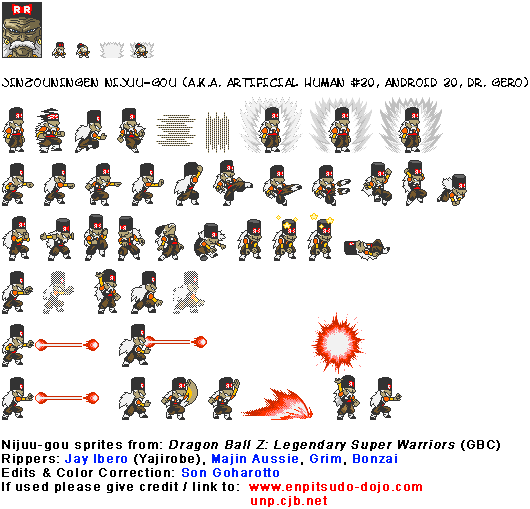 RR
JINZOUNINGEN NIJUU-GOU (A.K.A. ARTIFICIAL HUMAN #20, ANDROID 20, DR. GERO)
Nijuu-gou sprites from: Dragon Ball Z: Legendary Super Warriors (GBC)
Rippers: Jay Ibero (Yajirobe), Majin Aussie, Grim, Bonzai
Edits & Color Correction: Son Goharotto
If used please give credit / link to: www.enpitsudo-dojo.com
unp.cjb.net